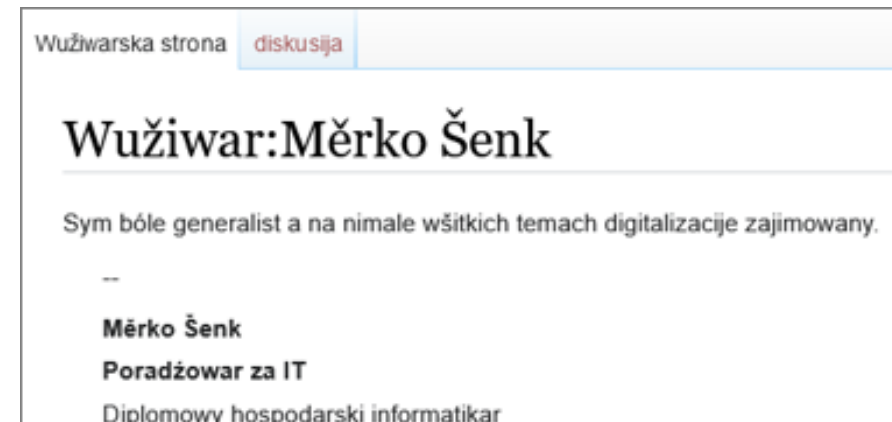 Wužiwarska strona diskusija
Wužiwar:Měrko Šenk
Sym bóle generalist a na nimale wšitkich temach digitalizacije zajimowany.
--
Měrko Šenk
Poradźowar za IT
Diplomowy hospodarski informatikar